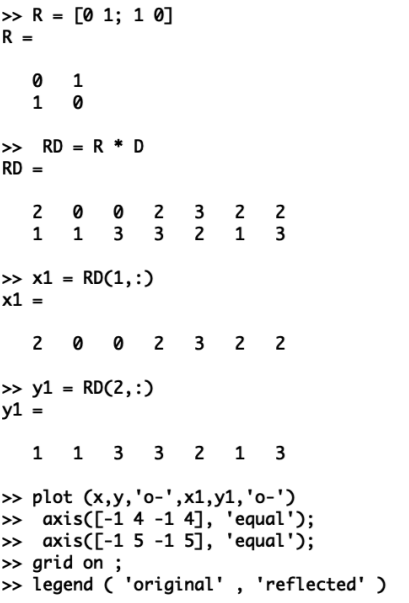 >> R = [0 1; 1 0]
R =
0 1
1 0
>> RD = R * D
RD =
2 0 0 2 3 2 2
1 1 3 3 2 1 3
>> x1 = RD(1,:)
x1 =
2 0 0 2 3 2 2
>> y1 = RD(2,:)
y1 =
1 1 3 3 2 1 3
>> plot (x,y,'o-',x1,y1,'o-')
>> axis([-1 4 -1 4], 'equal');
>> axis([-1 5 -1 5], 'equal');
>> grid on ;
>> legend ( 'original' , 'reflected' )